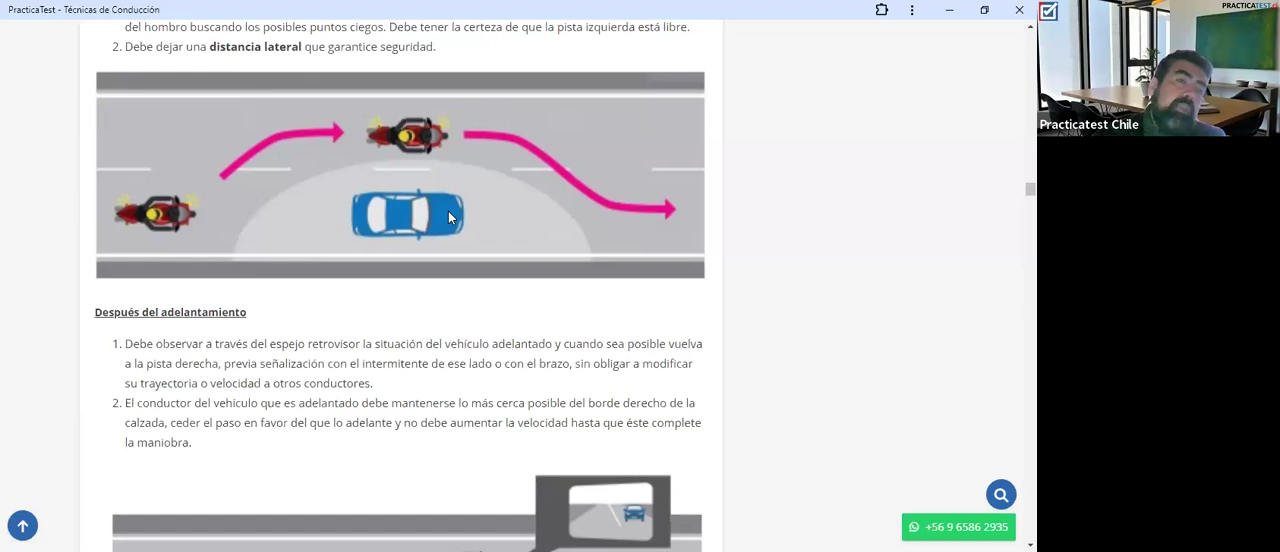 PracticaTest - Técnicas de Conducción
PRACTICATEST
del hombro buscando los posibles puntos ciegos. Debe tener la certeza de que la pista izquierda está libre.
2. Debe dejar una distancia lateral que garantice seguridad.
Practicatest Chile
Después del adelantamiento
1. Debe observar a través del espejo retrovisor la situación del vehículo adelantado y cuando sea posible vuelva
a la pista derecha, previa señalización con el intermitente de ese lado o con el brazo, sin obligar a modificar
su trayectoria o velocidad a otros conductores.
2. El conductor del vehículo que es adelantado debe mantenerse lo más cerca posible del borde derecho de la
calzada, ceder el paso en favor del que lo adelante y no debe aumentar la velocidad hasta que éste complete
la maniobra.
+56 9 6586 2935